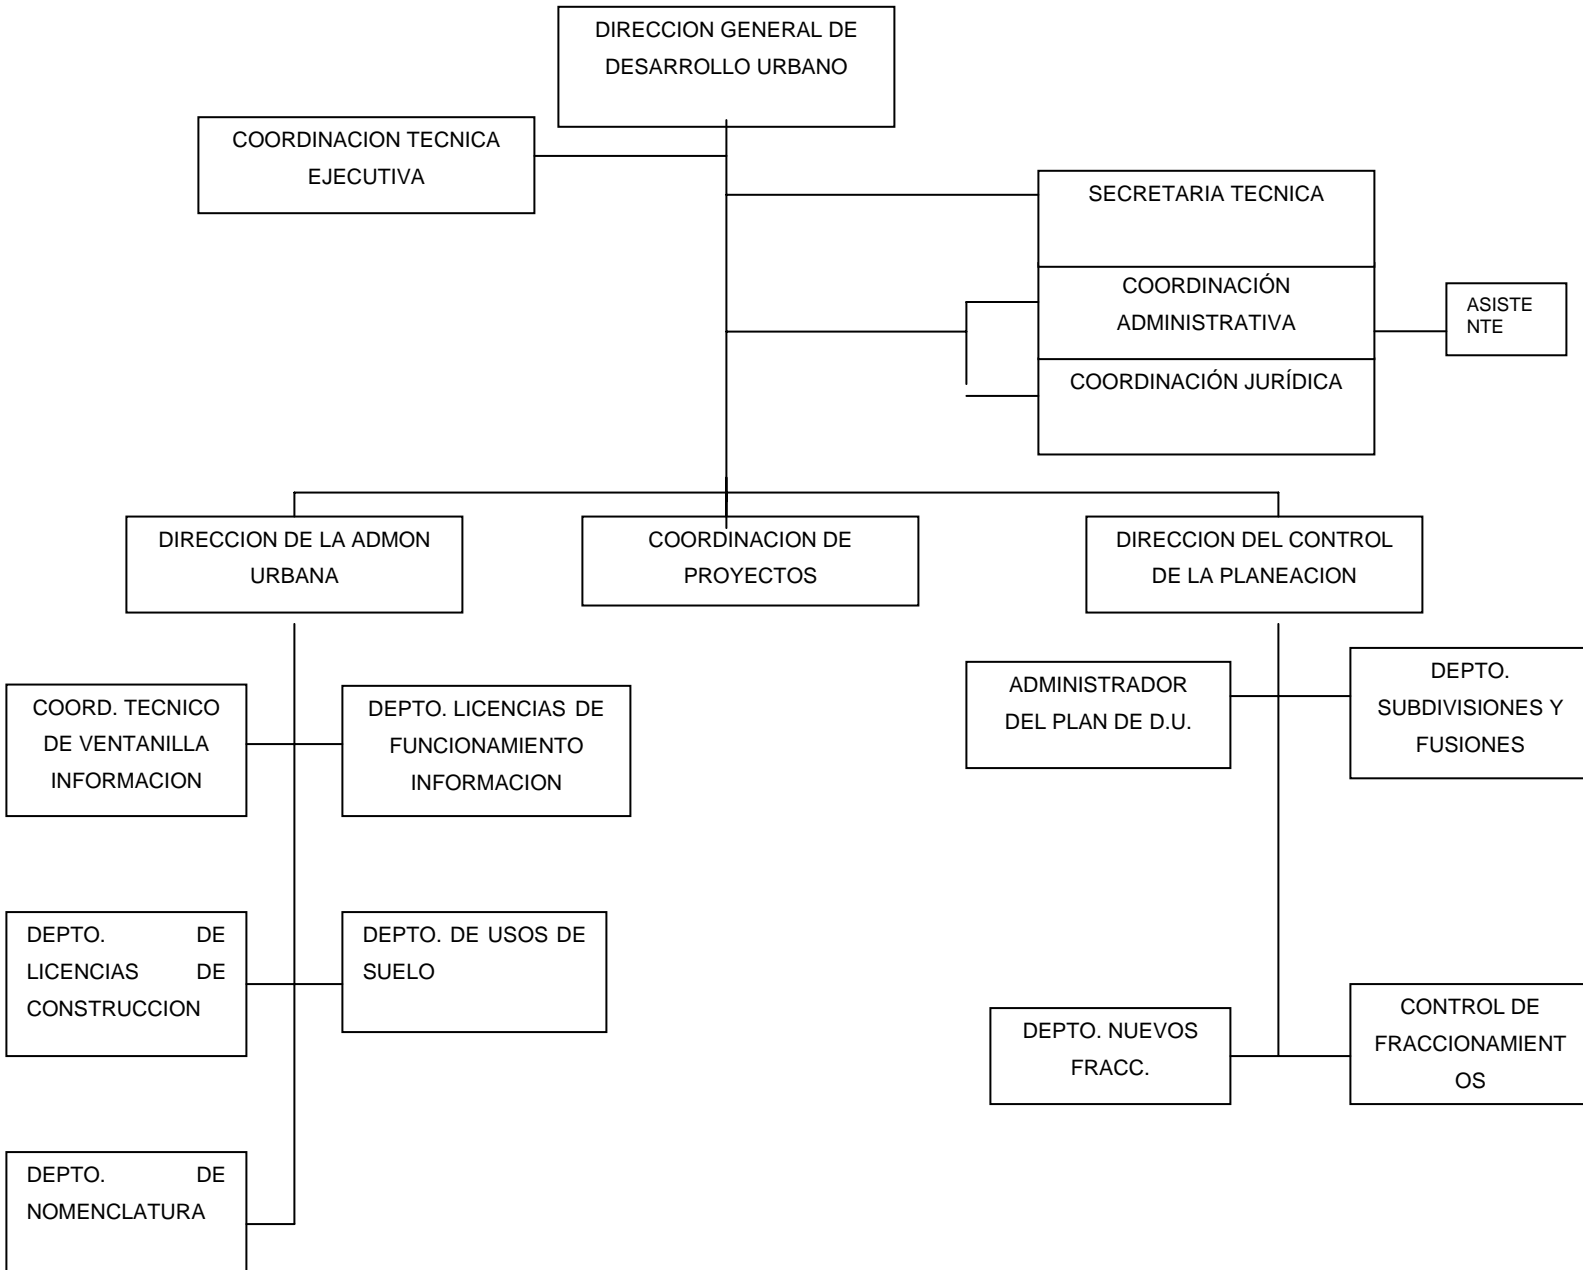 DIRECCION GENERAL DE
DESARROLLO URBANO
COORDINACION TECNICA
EJECUTIVA
SECRETARIA TECNICA
COORDINACIÓN
ADMINISTRATIVA
ASISTE
NTE
COORDINACIÓN JURÍDICA
DIRECCION DE LA ADMON
URBANA
COORDINACION DE
PROYECTOS
DIRECCION DEL CONTROL
DE LA PLANEACION
COORD. TECNICO
DE VENTANILLA
INFORMACION
DEPTO. LICENCIAS DE
FUNCIONAMIENTO
INFORMACION
ADMINISTRADOR
DEL PLAN DE D.U.
DEPTO.
SUBDIVISIONES Y
FUSIONES
DEPTO. DE
LICENCIAS DE
CONSTRUCCION
DEPTO. DE USOS DE
SUELO
DEPTO. NUEVOS
FRACC.
CONTROL DE
FRACCIONAMIENT
OS
DEPTO. DE
NOMENCLATURA